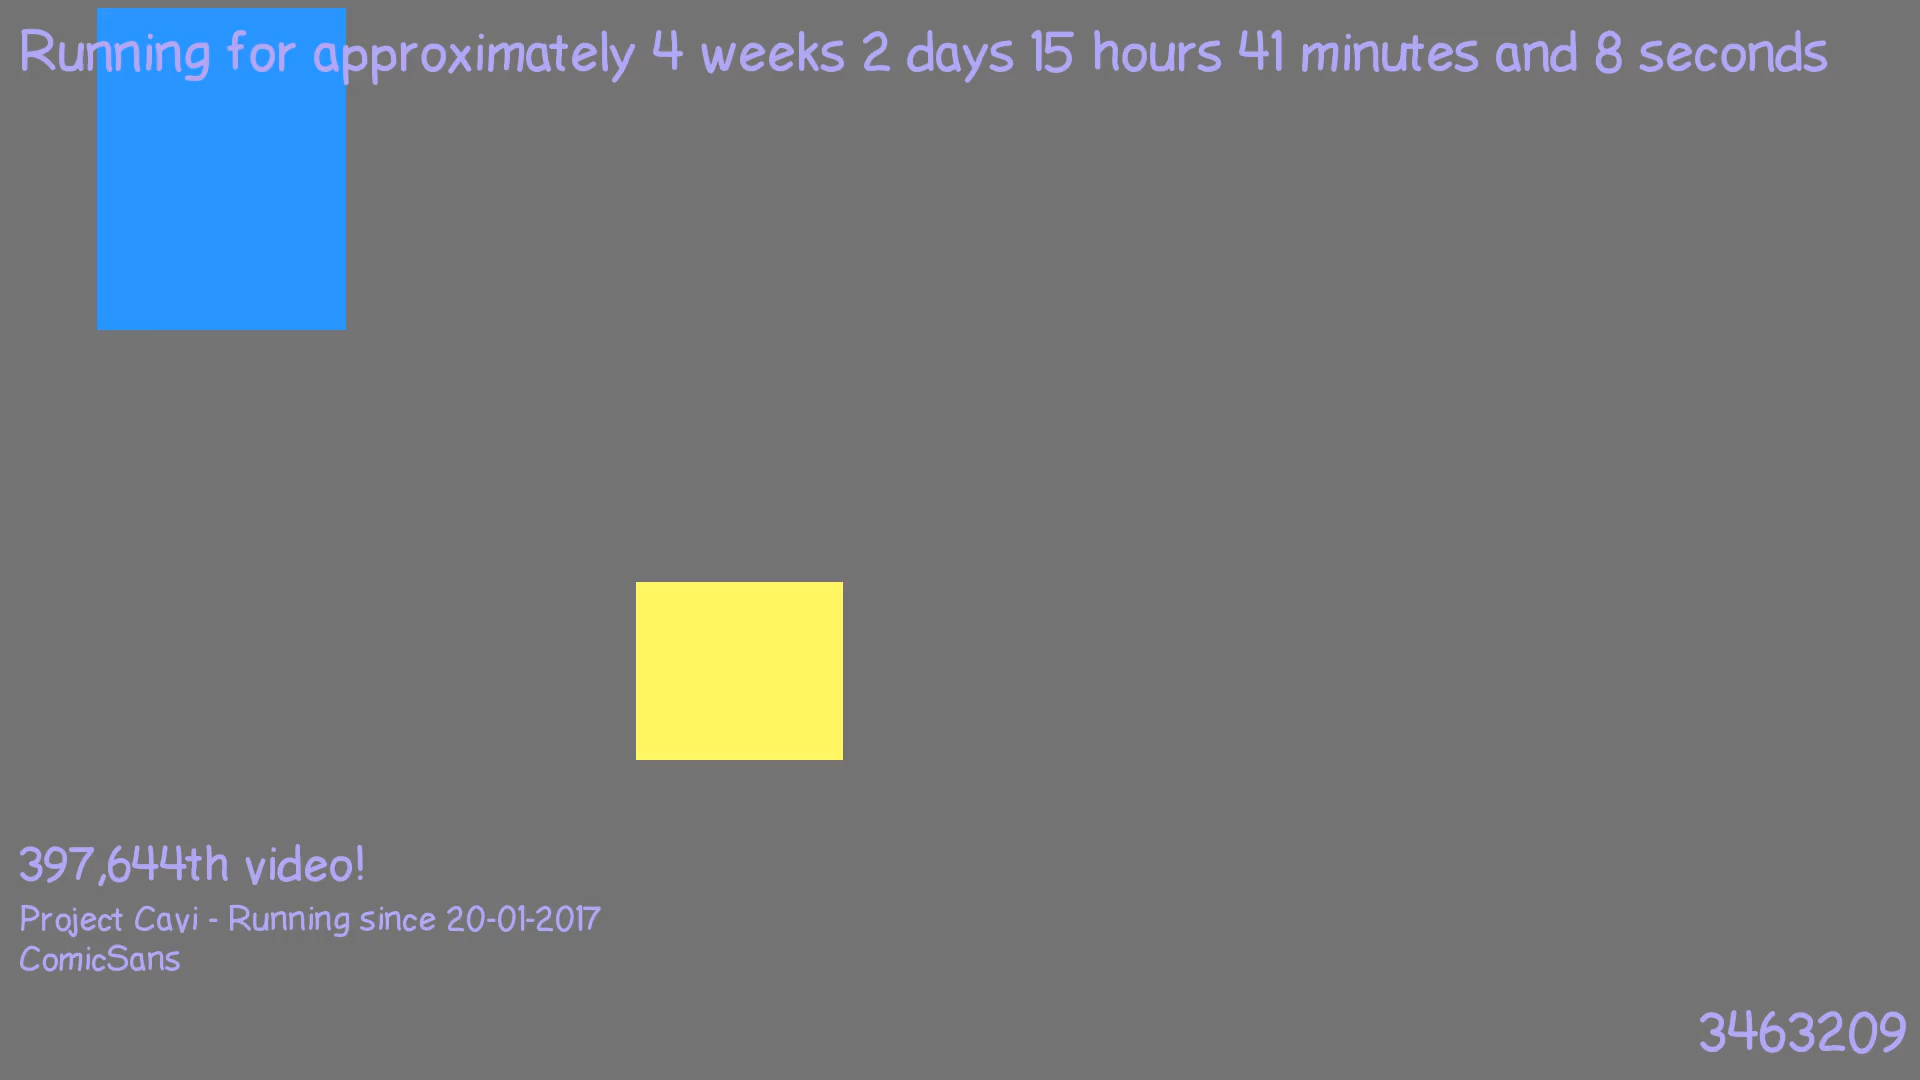 Running for approximately 4 weeks 2 days 15 hours 41 minutes and 8 seconds
397,644th video!
Project Cavi - Running since 20-01-2017
ComicSans
3463209